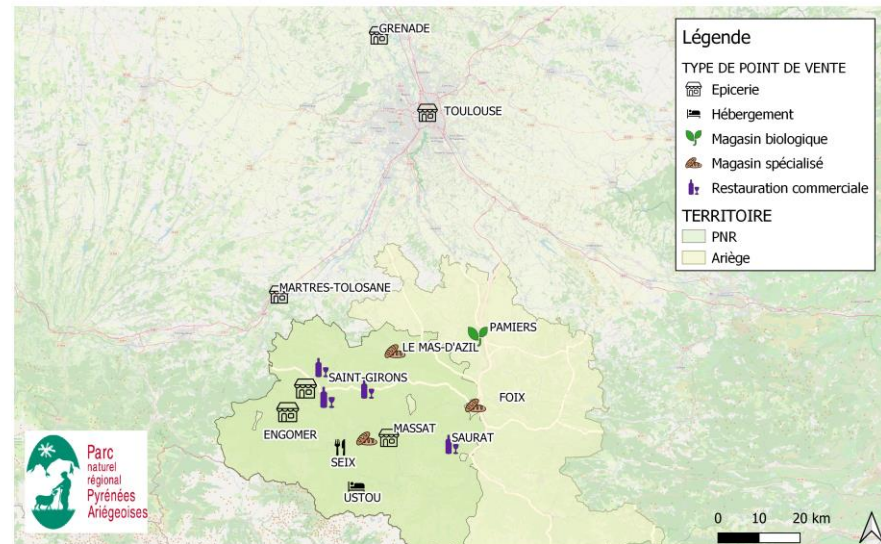 GRENADE
TOULOUSE
MARTRES-TOLOSANE
PAMIERS
LE MAS-D'AZIL
SAINT-GIRONS
FOIX
ENGOMER
MASSAT
SAURAT
SEIX
USTOU
Légende
TYPE DE POINT DE VENTE
Epicerie
Hébergement
Magasin biologique
Magasin spécialisé
Restauration commerciale
TERRITOIRE
PNR
Ariège
Parc
naturel
régional
Pyrénées
Ariégeoises
0 10 20 km